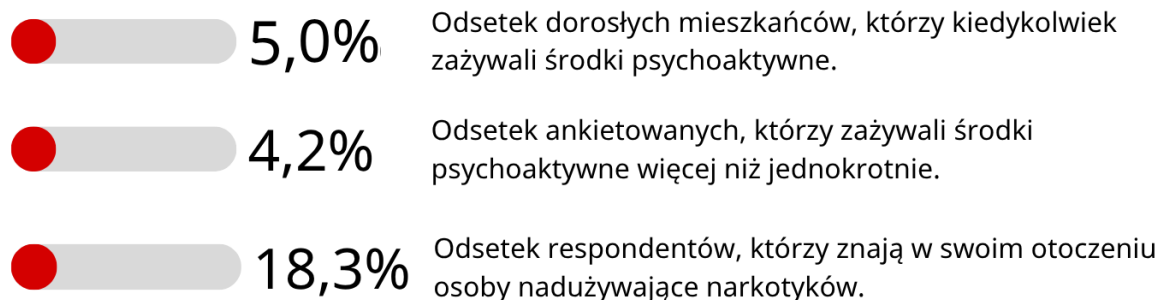 5,0%
Odsetek dorosłych mieszkańców, którzy kiedykolwiek
zażywali środki psychoaktywne.
4,2%
Odsetek ankietowanych, którzy zażywali środki
psychoaktywne więcej niż jednokrotnie.
18,3%
Odsetek respondentów, którzy znają w swoim otoczeniu
osoby nadużywające narkotyków.